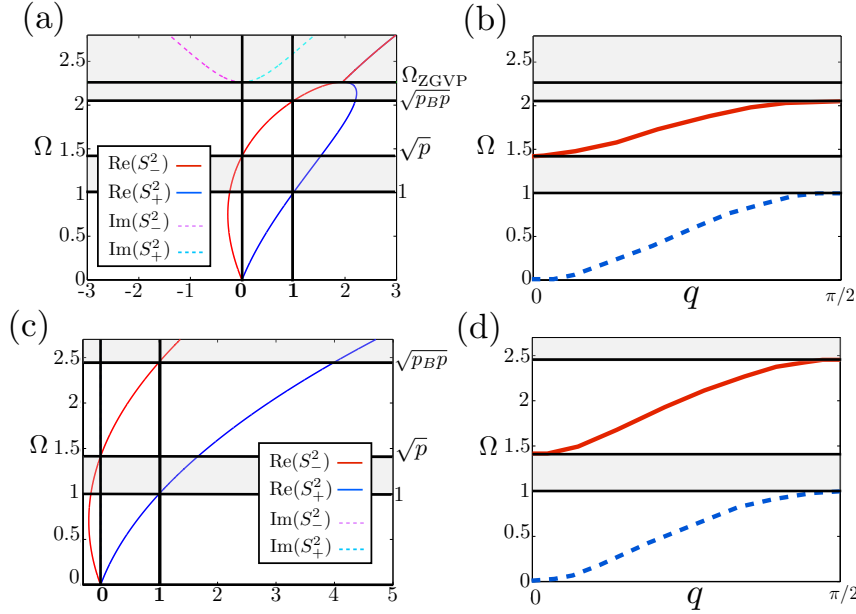 (a)
Ω
2.5
2
1.5
1
0.5
0
-3 -2 -1 0 1 2 3
Re(S²₋)
Re(S²₊)
Im(S²₋)
Im(S²₊)
Ω_ZGVP
√p_Bp
√p
1
(b)
Ω
2.5
2
1.5
1
0.5
0
0 q π/2
(c)
Ω
2.5
2
1.5
1
0.5
0
0 1 2 3 4 5
Re(S²₋)
Re(S²₊)
Im(S²₋)
Im(S²₊)
√p_Bp
√p
1
(d)
Ω
2.5
2
1.5
1
0.5
0
0 q π/2